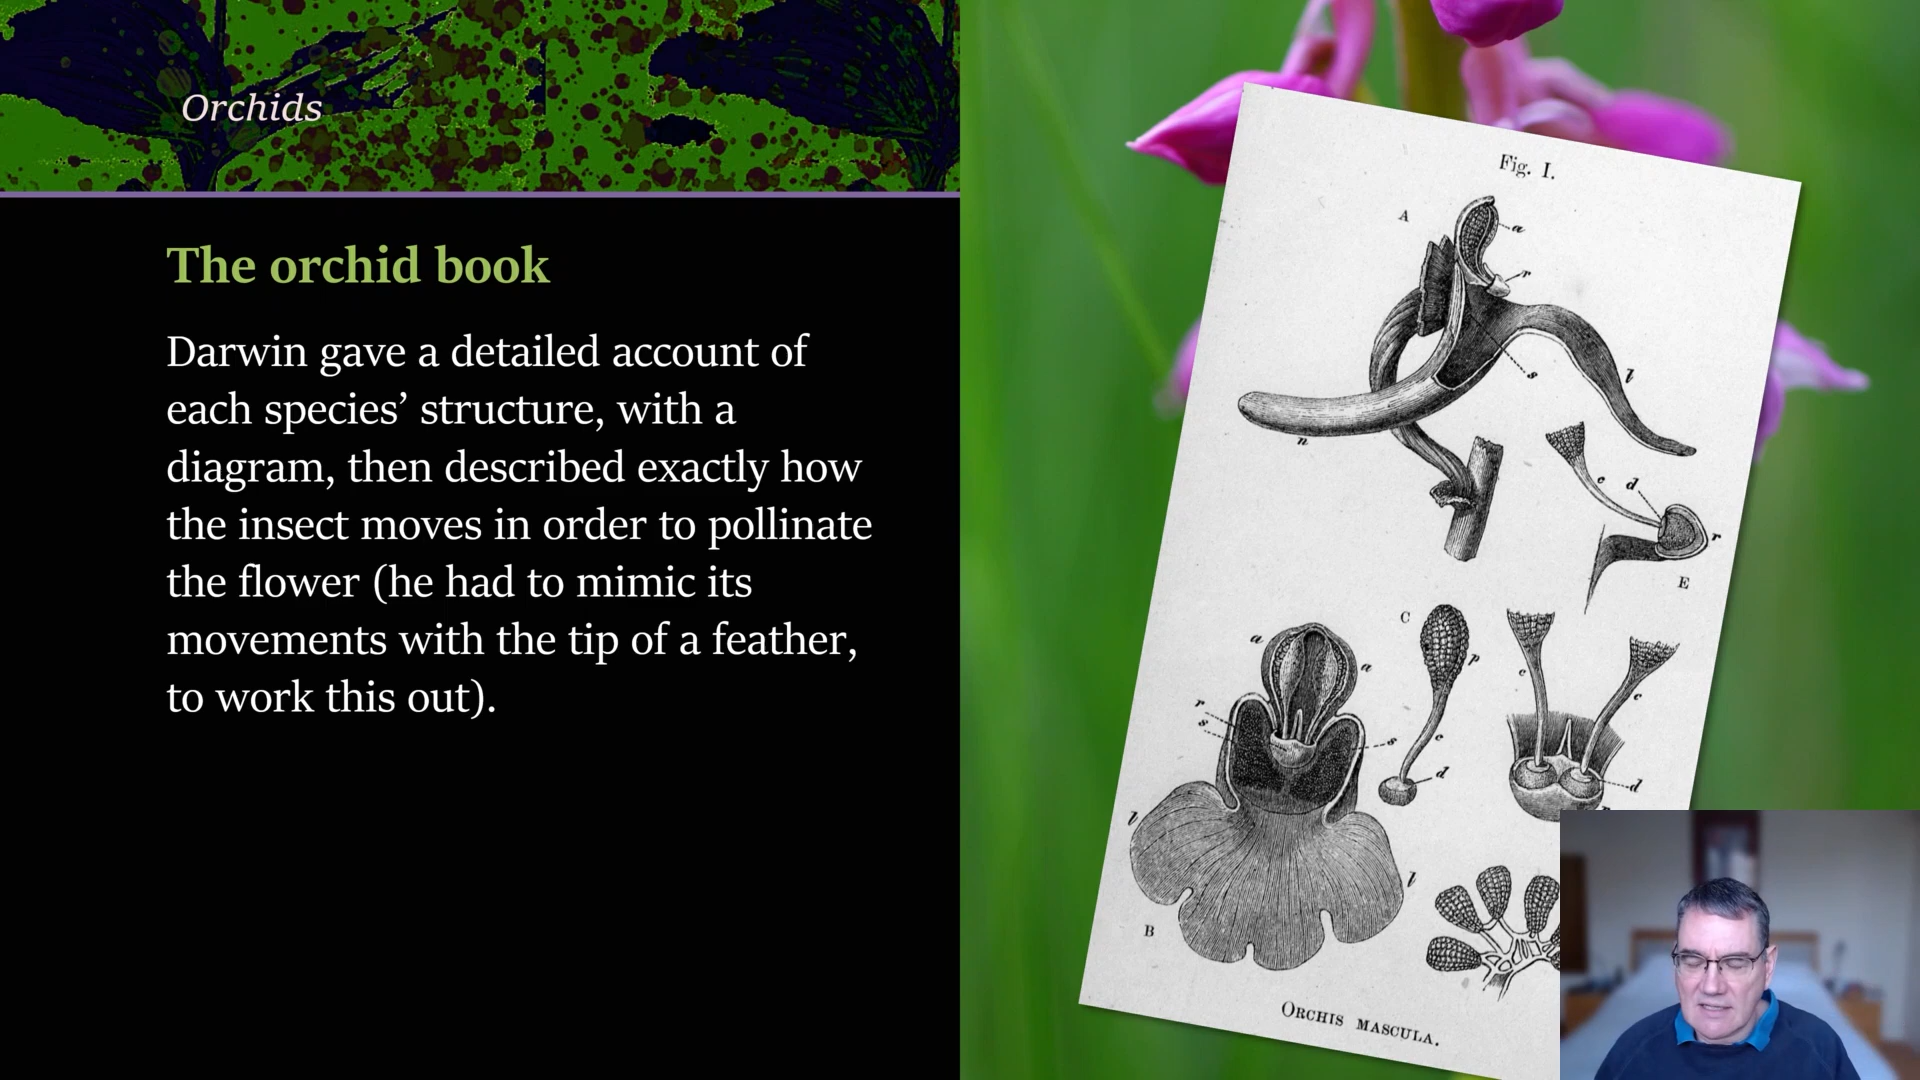 Orchids
The orchid book
Darwin gave a detailed account of
each species’ structure, with a
diagram, then described exactly how
the insect moves in order to pollinate
the flower (he had to mimic its
movements with the tip of a feather,
to work this out).
Fig. I.
A
a
r
s
l
n
c
d
r
E
C
a
a
p
c
c
r
s
s
c
d
d
l
l
B
ORCHIS MASCULA.